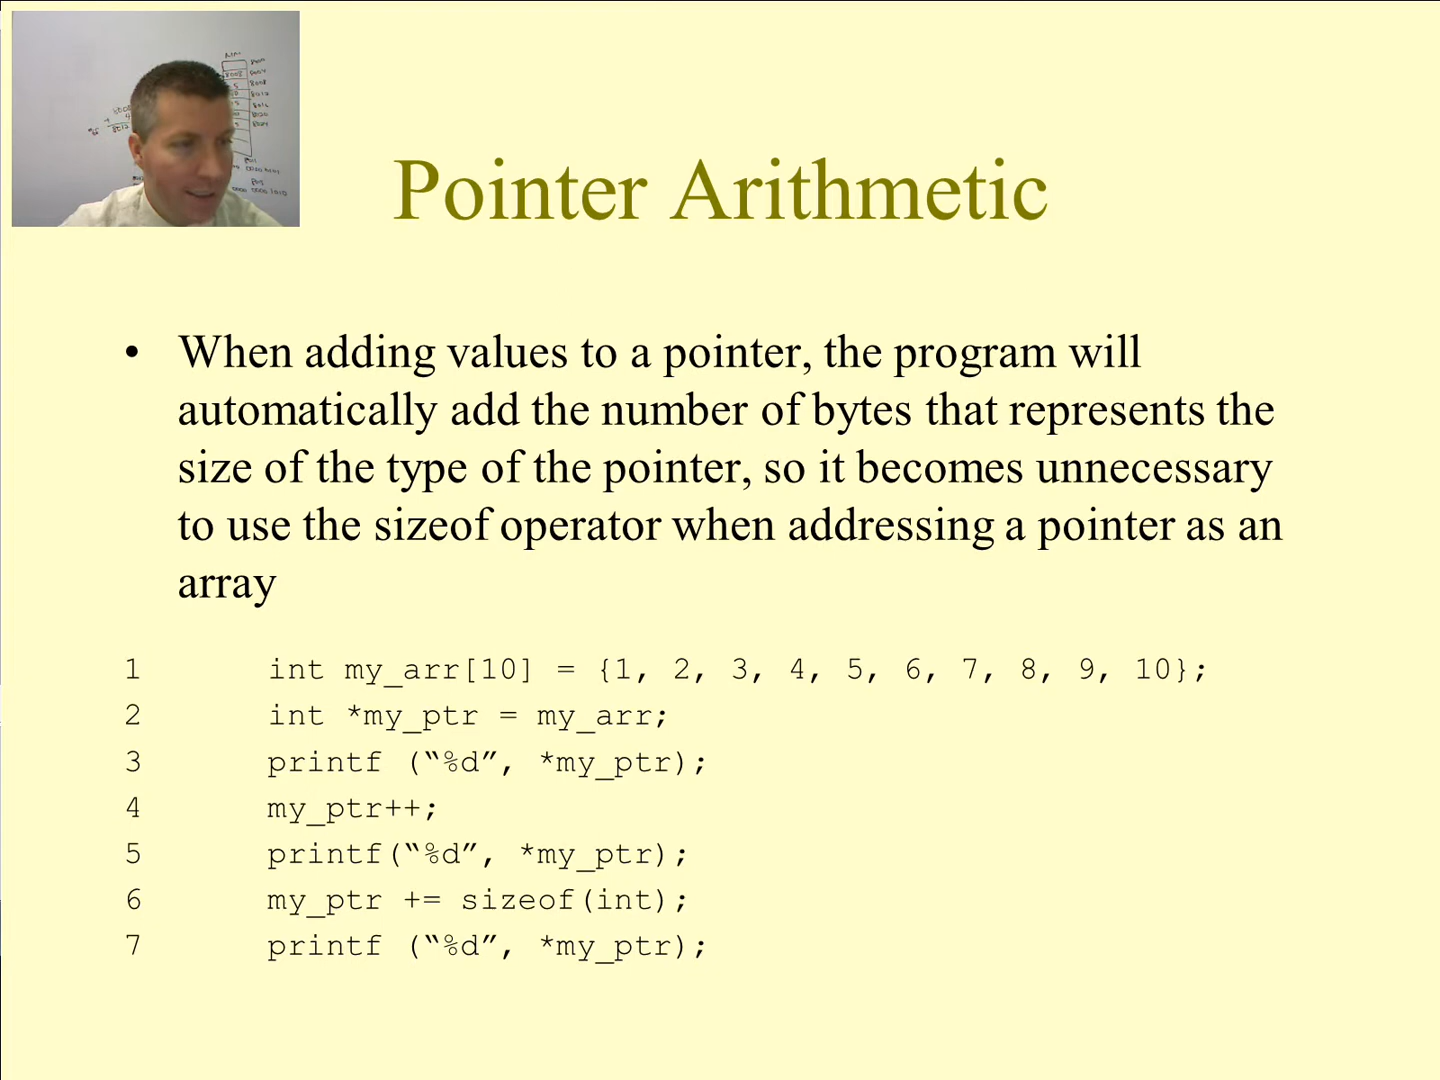 Pointer Arithmetic
• When adding values to a pointer, the program will
automatically add the number of bytes that represents the
size of the type of the pointer, so it becomes unnecessary
to use the sizeof operator when addressing a pointer as an
array
1 int my_arr[10] = {1, 2, 3, 4, 5, 6, 7, 8, 9, 10};
2 int *my_ptr = my_arr;
3 printf (“%d”, *my_ptr);
4 my_ptr++;
5 printf(“%d”, *my_ptr);
6 my_ptr += sizeof(int);
7 printf (“%d”, *my_ptr);